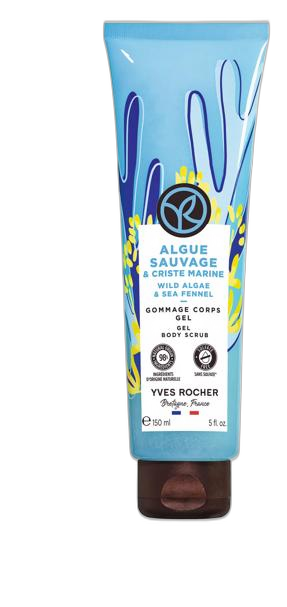 ALGUE
SAUVAGE
& CRISTE MARINE
WILD ALGAE
& SEA FENNEL
GOMMAGE CORPS
GEL
GEL
BODY SCRUB
98%
INGRÉDIENTS
D'ORIGINE NATURELLE
SANS SULFATE*
YVES ROCHER
Bretagne, France
e 150 ml 5 fl. oz.